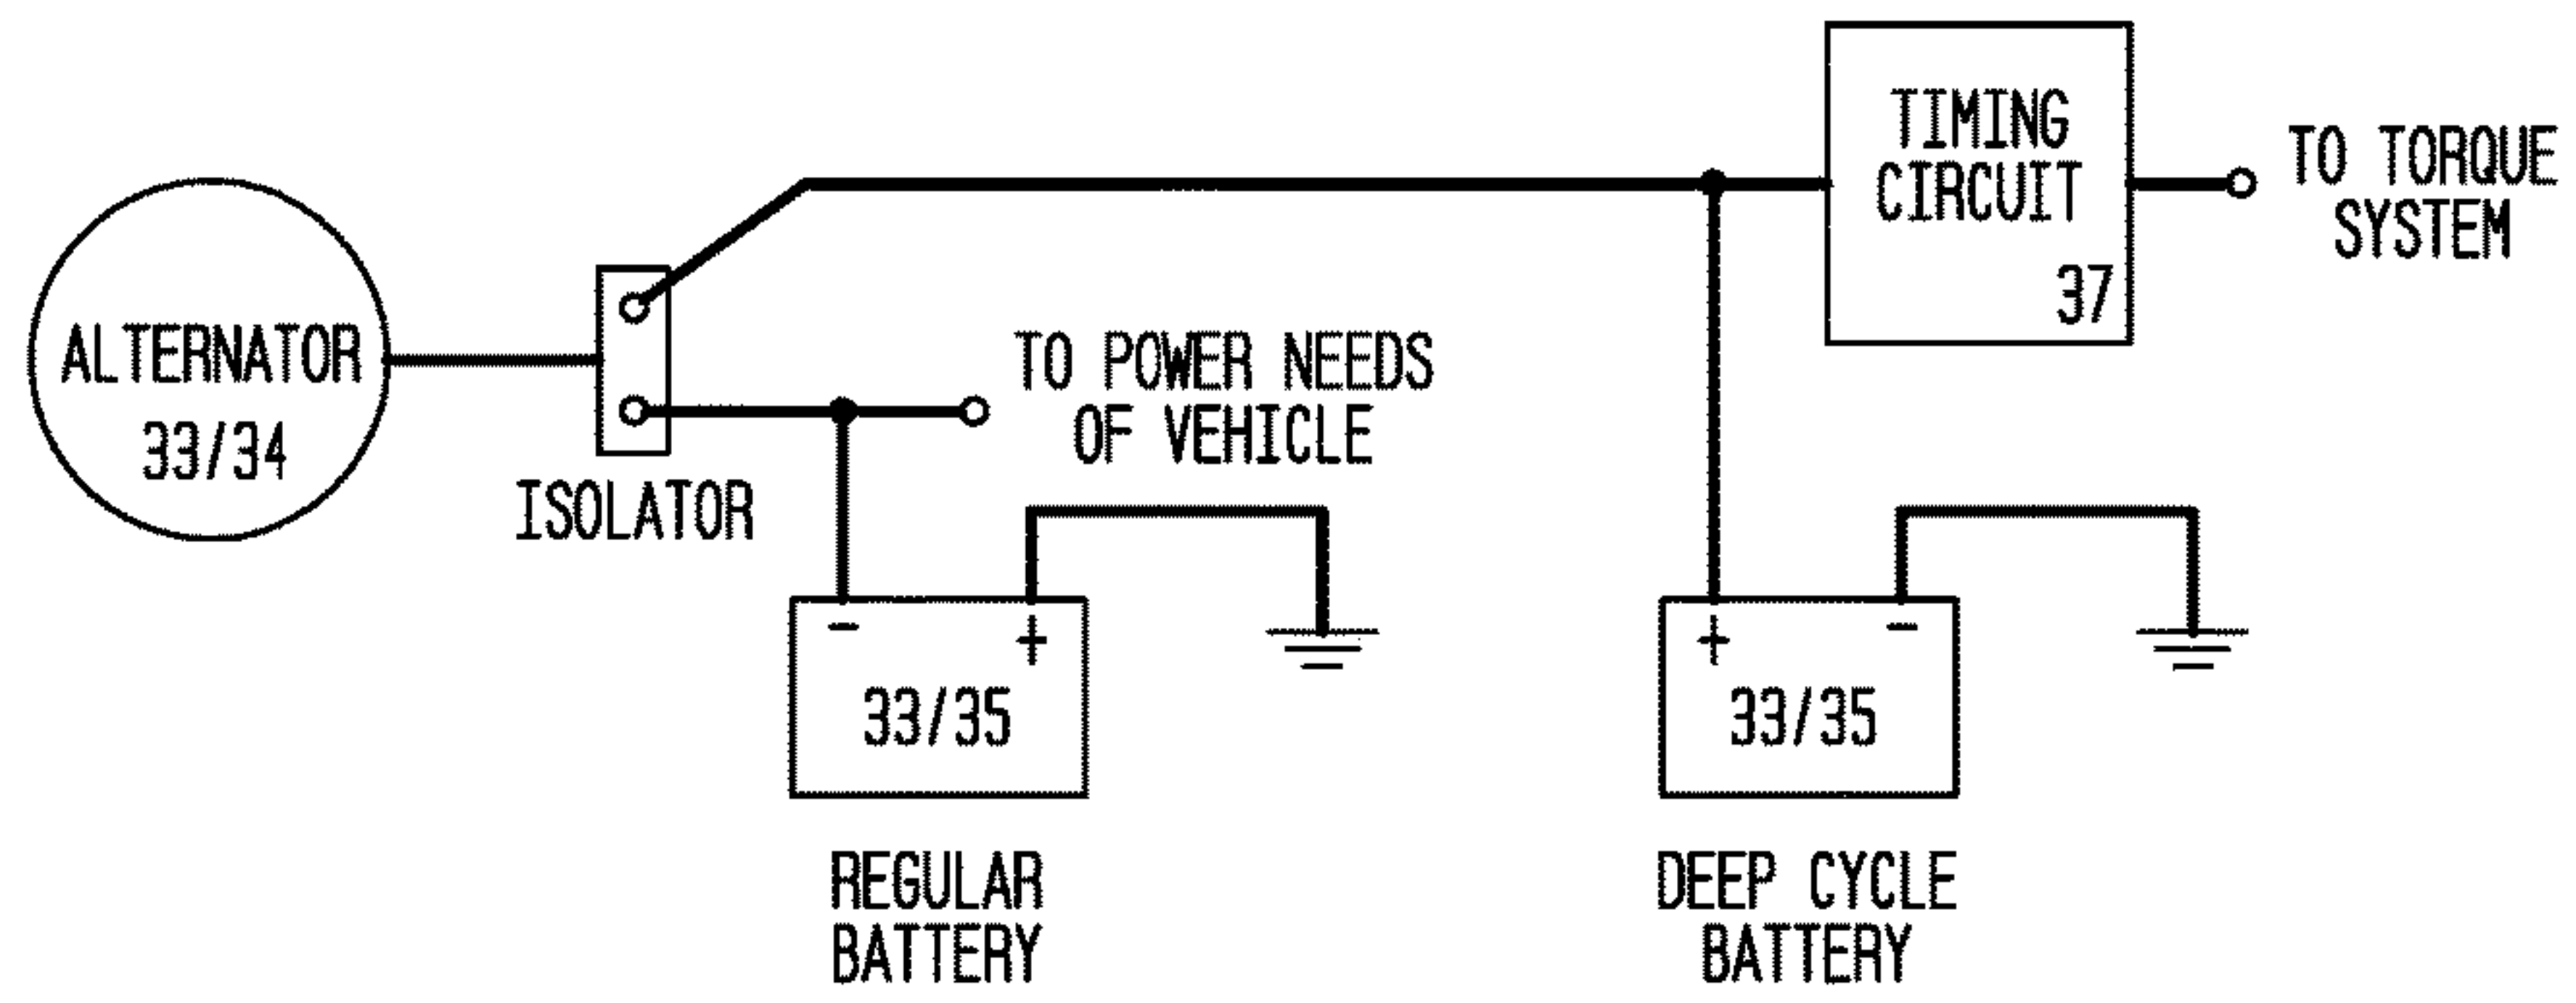 TIMING
CIRCUIT
37
TO TORQUE
SYSTEM
ALTERNATOR
33/34
ISOLATOR
TO POWER NEEDS
OF VEHICLE
- +
33/35
REGULAR
BATTERY
+ -
33/35
DEEP CYCLE
BATTERY